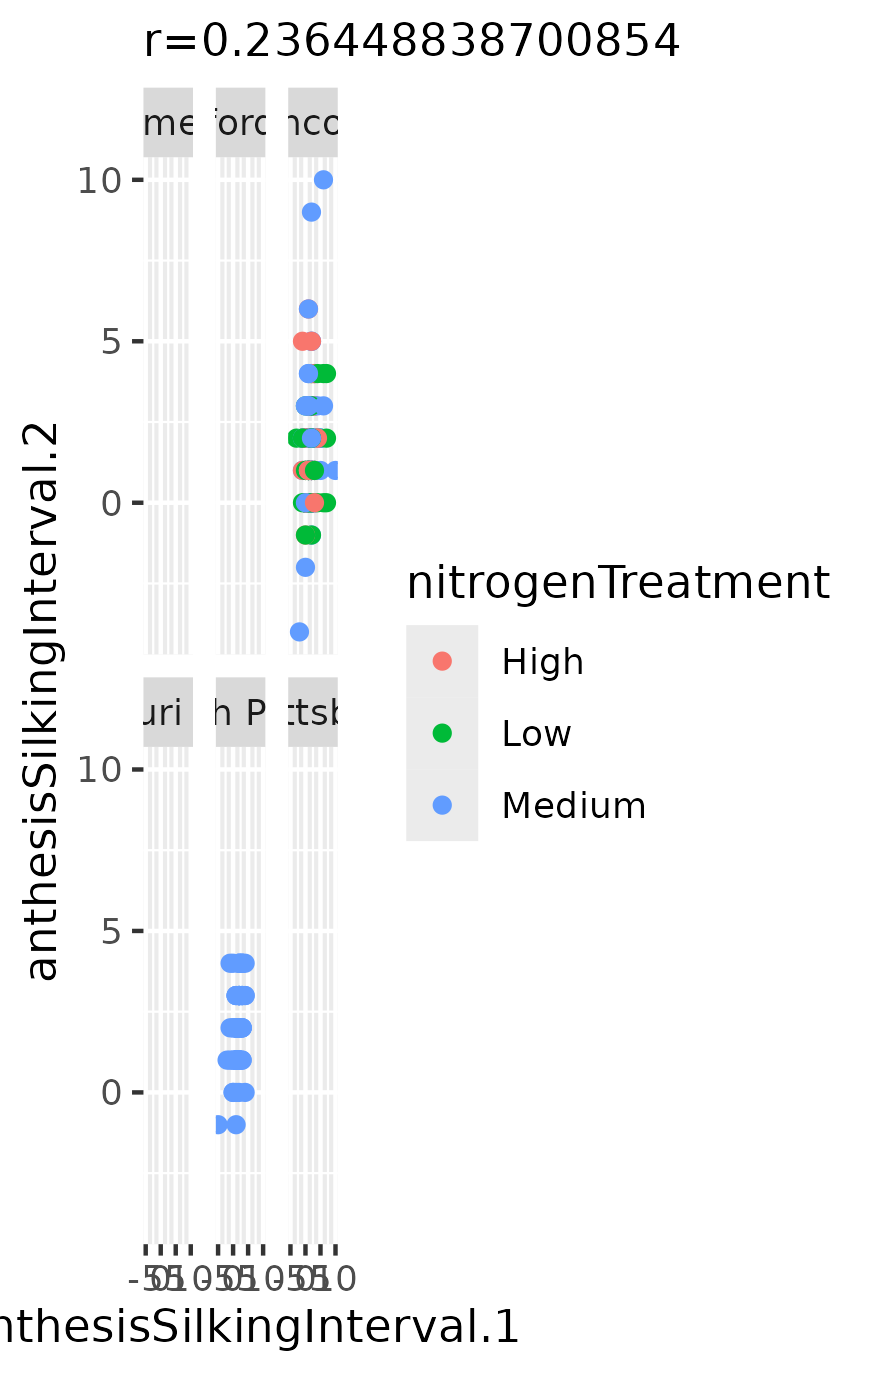 r=0.236448838700854
me ford nco
10
5
0
anthesisSilkingInterval.2
nitrogenTreatment
High
Low
Medium
uri h P ttsb
10
5
0
nthesisSilkingInterval.1